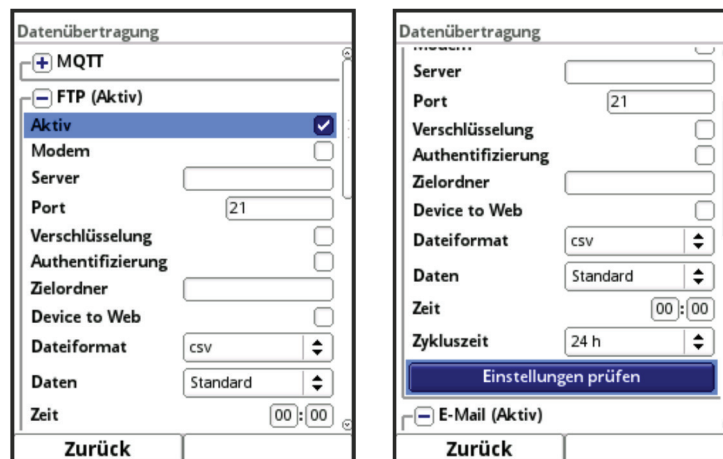 Datenübertragung
MQTT
FTP (Aktiv)
Aktiv
Modem
Server
Port 21
Verschlüsselung
Authentifizierung
Zielordner
Device to Web
Dateiformat csv
Daten Standard
Zeit 00:00
Zurück
Datenübertragung
Modem
Server
Port 21
Verschlüsselung
Authentifizierung
Zielordner
Device to Web
Dateiformat csv
Daten Standard
Zeit 00:00
Zykluszeit 24 h
Einstellungen prüfen
E-Mail (Aktiv)
Zurück